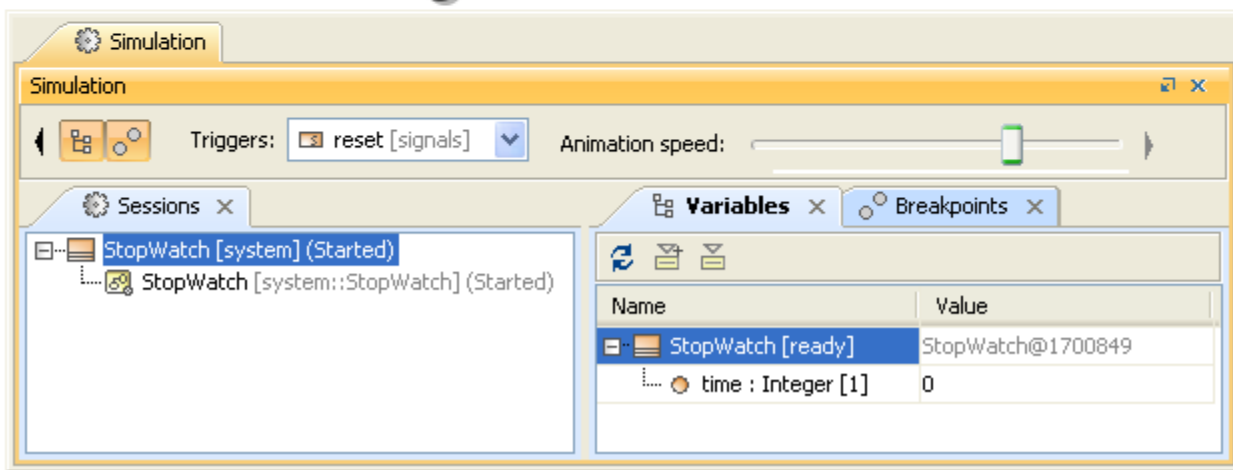 Simulation
Simulation
Triggers: reset [signals] Animation speed:
Sessions Variables Breakpoints
StopWatch [system] (Started)
StopWatch [system::StopWatch] (Started)
Name Value
StopWatch [ready] StopWatch@1700849
time : Integer [1] 0